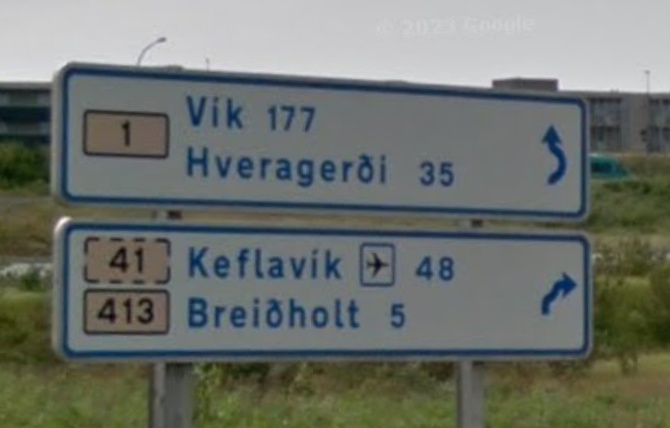 © 2023 Google
1 Vík 177
Hveragerði 35
41 Keflavík 48
413 Breiðholt 5